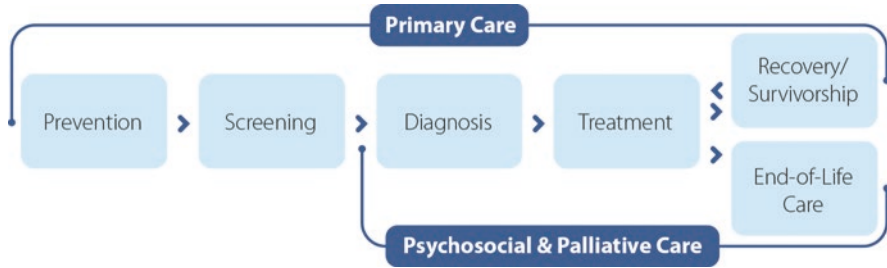 Primary Care
Prevention
Screening
Diagnosis
Treatment
Recovery/
Survivorship
End-of-Life
Care
Psychosocial & Palliative Care